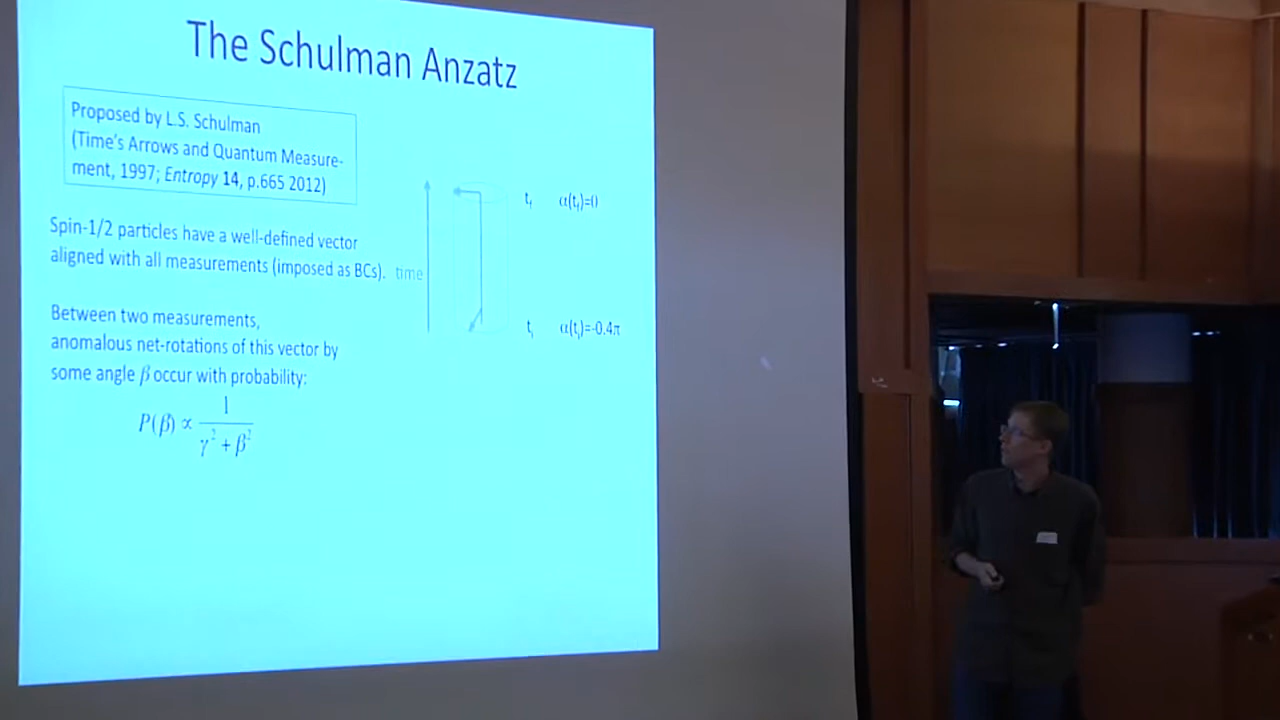 The Schulman Anzatz
Proposed by L.S. Schulman
(Time's Arrows and Quantum Measure-
ment, 1997; Entropy 14, p.665 2012)
Spin-1/2 particles have a well-defined vector
aligned with all measurements (imposed as BCs).
Between two measurements,
anomalous net-rotations of this vector by
some angle β occur with probability:
P(β) ∝ 1 / (γ² + β²)
time
t_f α(t_f)=0
t_i α(t_i)=-0.4π